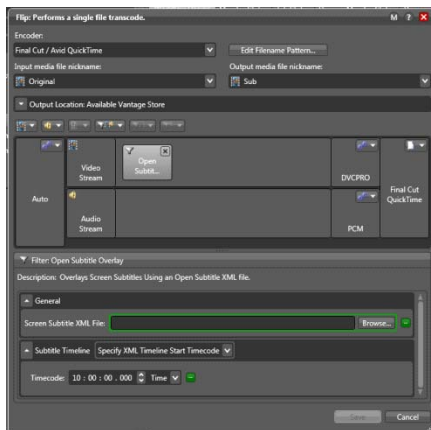 Flip: Performs a single file transcode.
M ? X
Encoder:
Final Cut / Avid QuickTime
Edit Filename Pattern...
Input media file nickname:
Output media file nickname:
Original
Sub
Output Location: Available Vantage Store
Auto
Video Stream
Open Subtit...
DVCPRO
Final Cut QuickTime
Audio Stream
PCM
Filter: Open Subtitle Overlay
Description: Overlays Screen Subtitles Using an Open Subtitle XML file.
General
Screen Subtitle XML File:
Browse...
Subtitle Timeline
Specify XML Timeline Start Timecode
Timecode: 10 : 00 : 00 . 000 Time
Save
Cancel